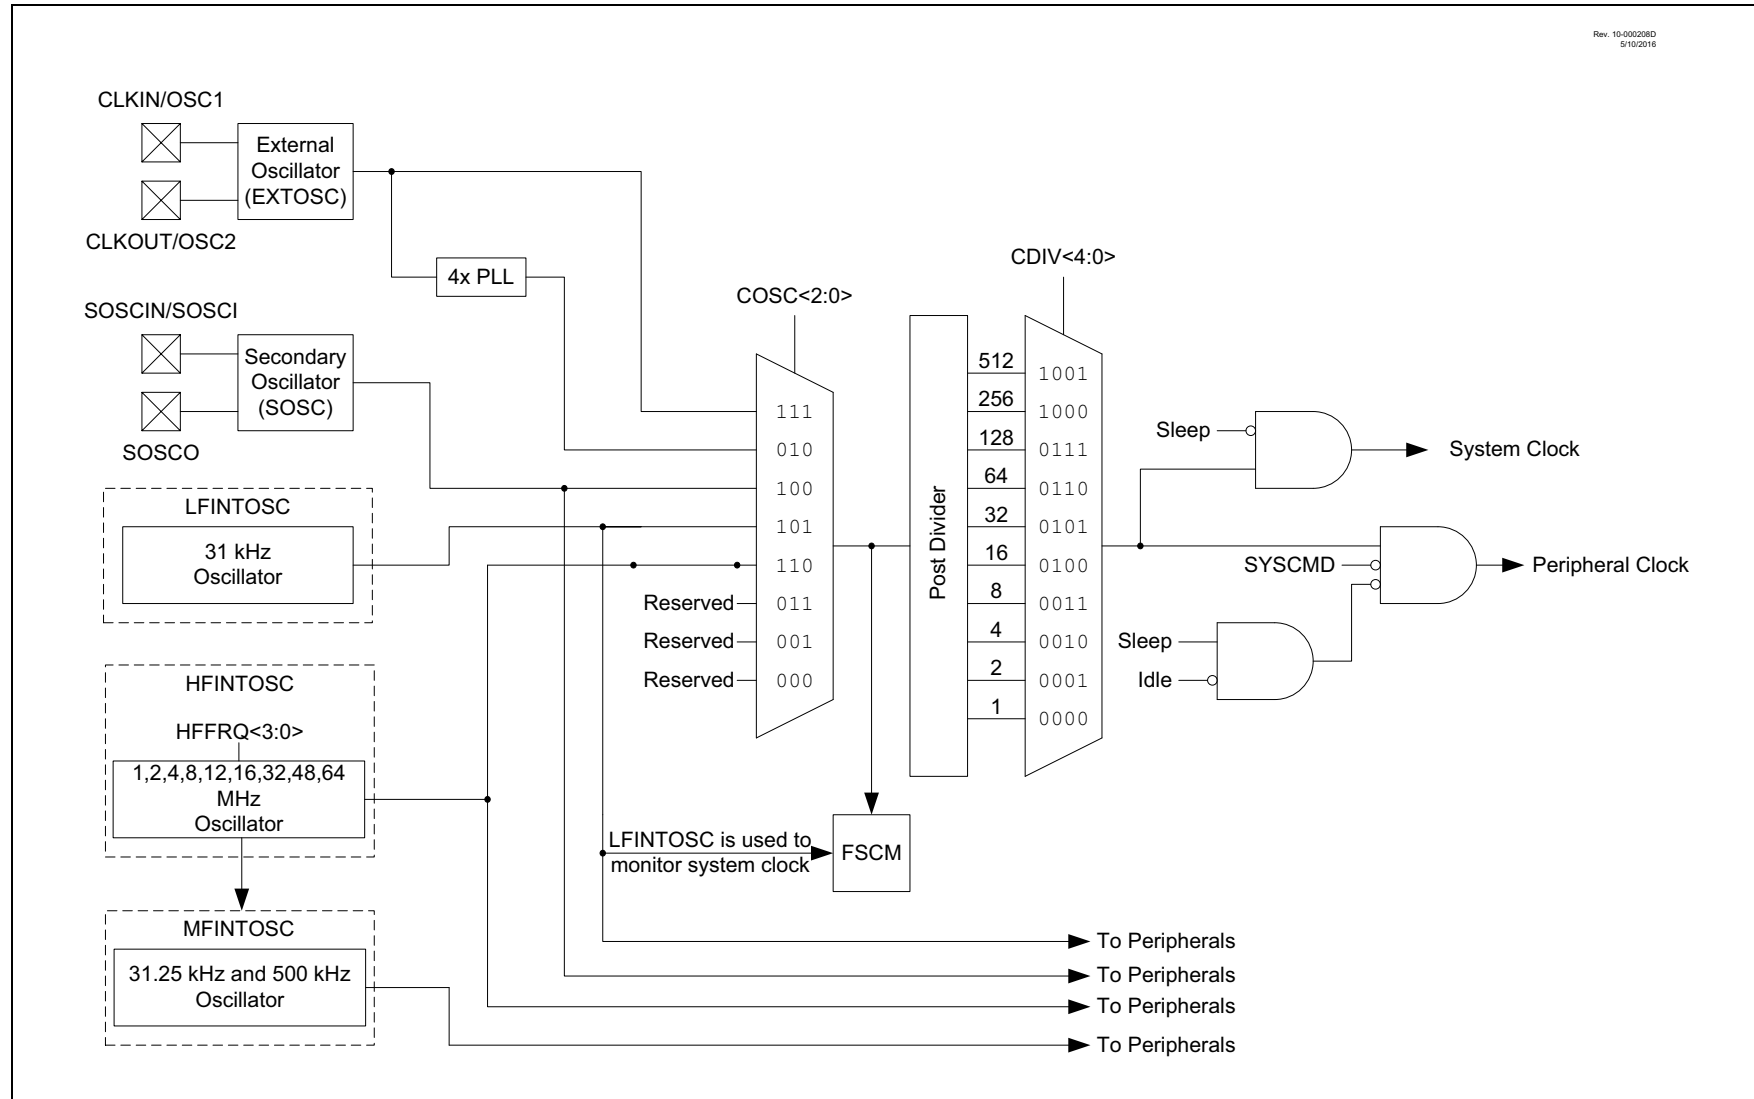 Rev. 10-000208D
5/10/2016
CLKIN/OSC1
External
Oscillator
(EXTOSC)
CLKOUT/OSC2
4x PLL
SOSCIN/SOSCI
Secondary
Oscillator
(SOSC)
SOSCO
LFINTOSC
31 kHz
Oscillator
HFINTOSC
HFFRQ<3:0>
1,2,4,8,12,16,32,48,64
MHz
Oscillator
MFINTOSC
31.25 kHz and 500 kHz
Oscillator
COSC<2:0>
111
010
100
101
110
Reserved 011
Reserved 001
Reserved 000
LFINTOSC is used to
monitor system clock
FSCM
Post Divider
CDIV<4:0>
512 1001
256 1000
128 0111
64 0110
32 0101
16 0100
8 0011
4 0010
2 0001
1 0000
Sleep
System Clock
SYSCMD
Peripheral Clock
Sleep
Idle
To Peripherals
To Peripherals
To Peripherals
To Peripherals